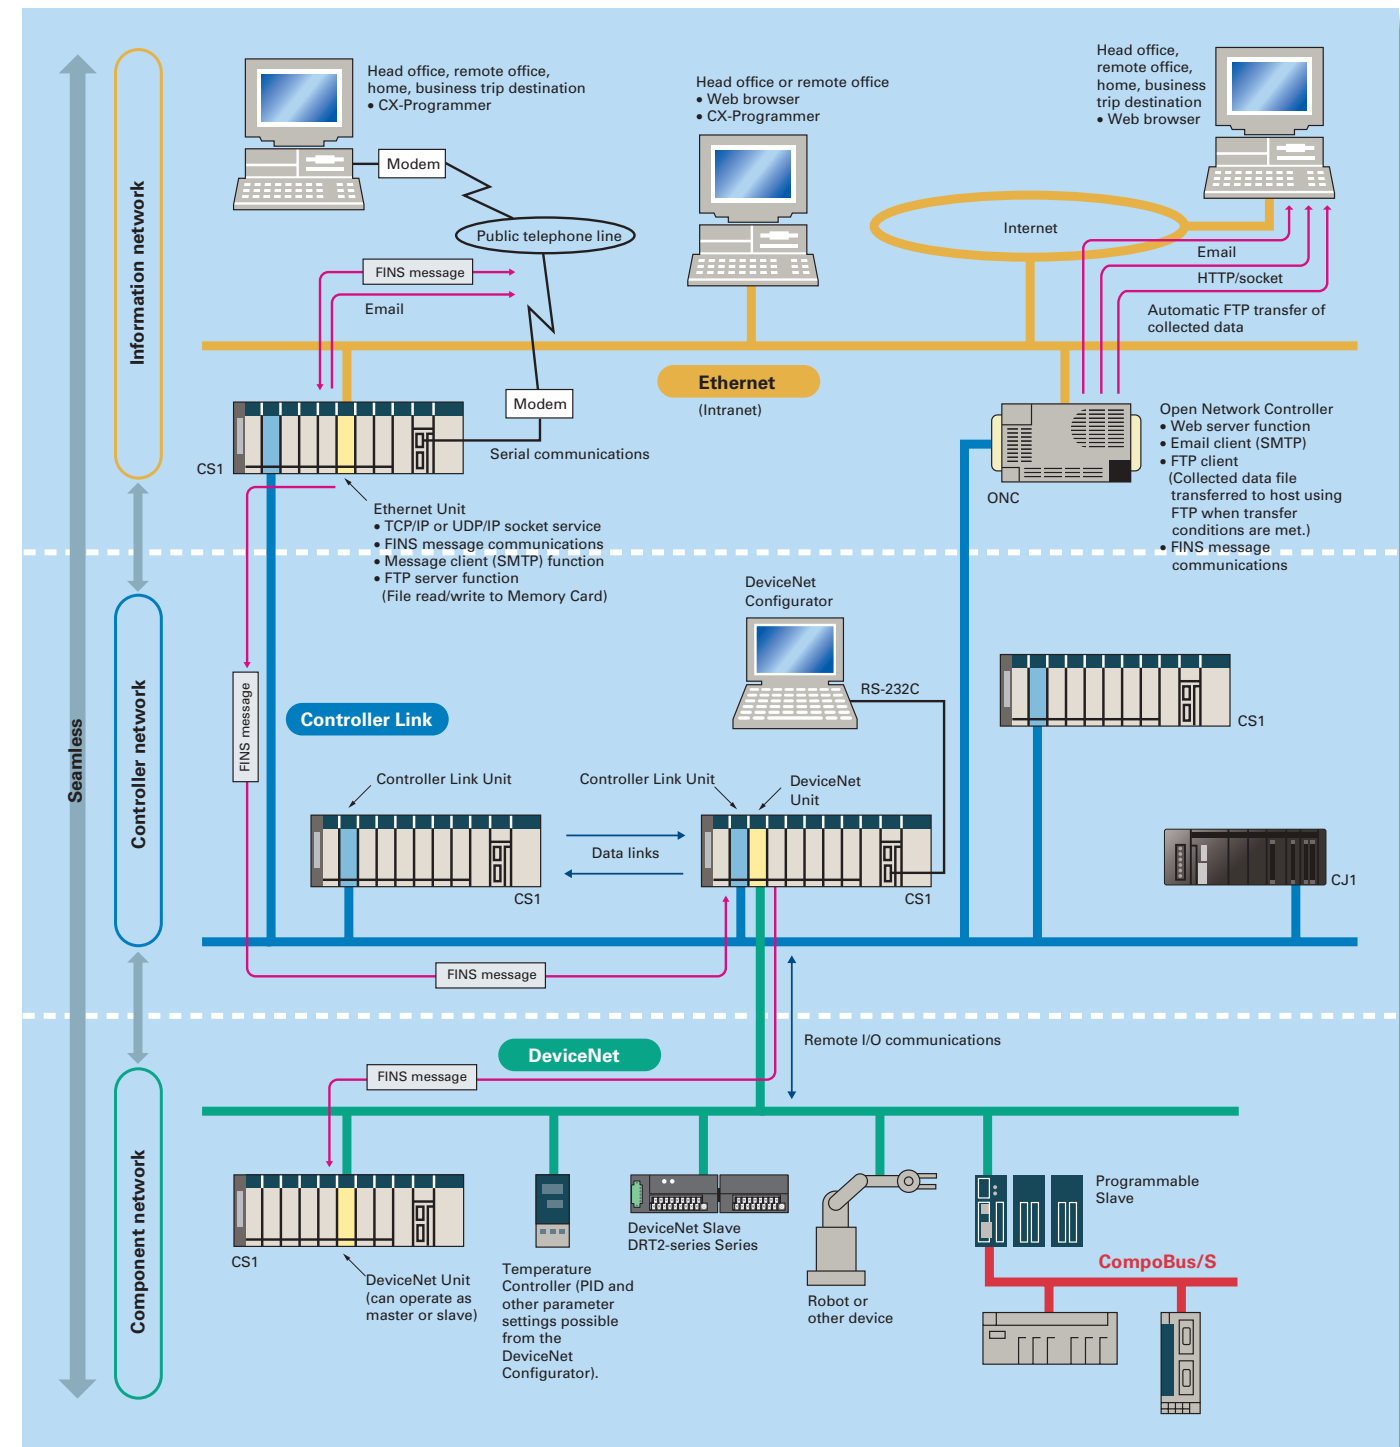 Head office, remote office,
home, business trip destination
• CX-Programmer
Head office or remote office
• Web browser
• CX-Programmer
Head office,
remote office,
home, business
trip destination
• Web browser
Modem
Public telephone line
Internet
FINS message
Email
Email
HTTP/socket
Automatic FTP transfer of
collected data
Information network
Ethernet
(Intranet)
Modem
Serial communications
CS1
ONC
Open Network Controller
• Web server function
• Email client (SMTP)
• FTP client
(Collected data file
transferred to host using
FTP when transfer
conditions are met.)
• FINS message
communications
Ethernet Unit
• TCP/IP or UDP/IP socket service
• FINS message communications
• Message client (SMTP) function
• FTP server function
(File read/write to Memory Card)
DeviceNet
Configurator
RS-232C
Seamless
Controller network
FINS message
Controller Link
CS1
Controller Link Unit
Controller Link Unit
DeviceNet
Unit
Data links
CS1
CS1
CJ1
FINS message
Remote I/O communications
DeviceNet
FINS message
Component network
CS1
DeviceNet Unit
(can operate as
master or slave)
Temperature
Controller (PID and
other parameter
settings possible
from the
DeviceNet
Configurator).
DeviceNet Slave
DRT2-series Series
Robot or
other device
Programmable
Slave
CompoBus/S